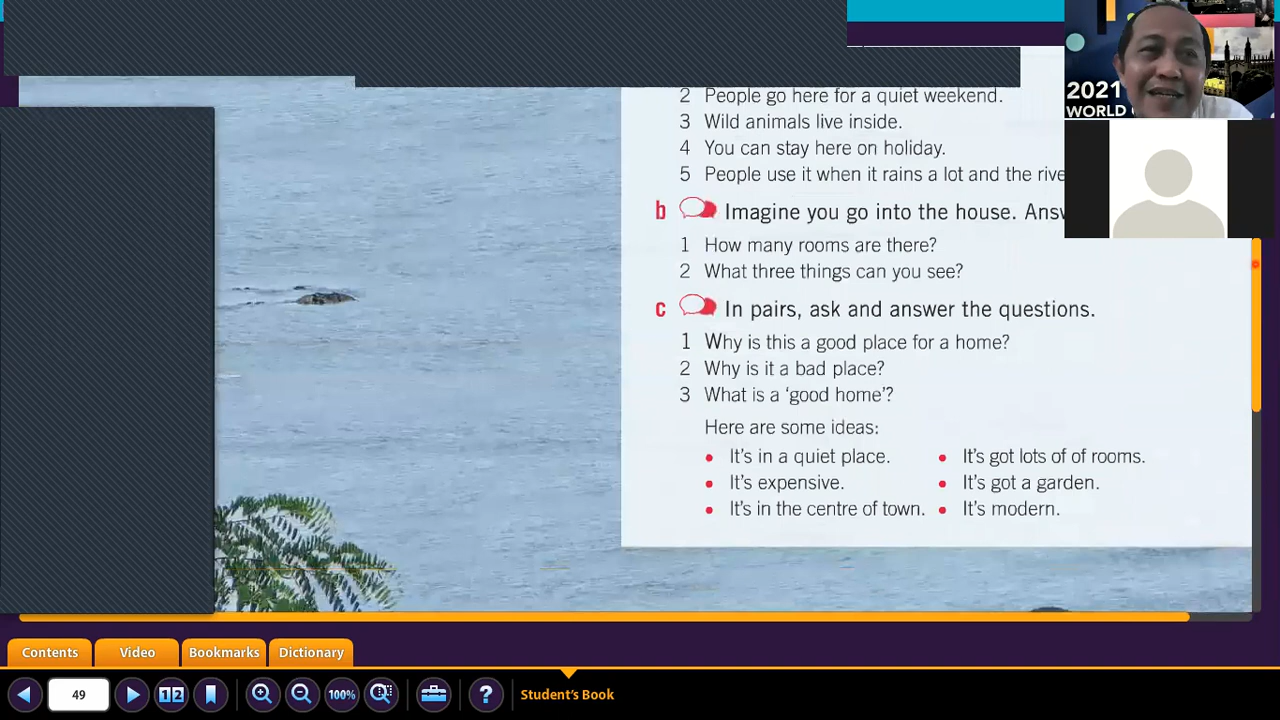 2021
WORLD
2 People go here for a quiet weekend.
3 Wild animals live inside.
4 You can stay here on holiday.
5 People use it when it rains a lot and the
b Imagine you go into the house.
1 How many rooms are there?
2 What three things can you see?
c In pairs, ask and answer the questions.
1 Why is this a good place for a home?
2 Why is it a bad place?
3 What is a ‘good home’?
Here are some ideas:
• It’s in a quiet place.
• It’s expensive.
• It’s in the centre of town.
• It’s got lots of of rooms.
• It’s got a garden.
• It’s modern.
Contents Video Bookmarks Dictionary
49 1 2 100% ? Student’s Book